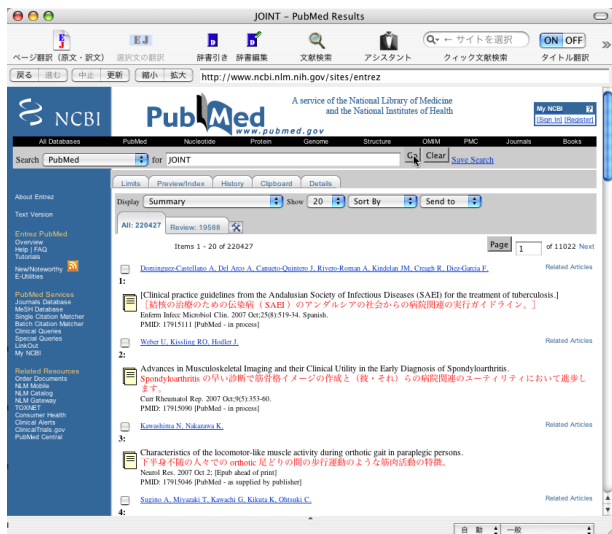 JOINT – PubMed Results
ページ翻訳（原文・訳文） 選択文の翻訳 辞書引き 辞書編集 文献検索 アシスタント クィック文献検索 タイトル翻訳
Q ← サイトを選択 ON OFF
戻る 進む 中止 更新 縮小 拡大 http://www.ncbi.nlm.nih.gov/sites/entrez
NCBI
PubMed
www.pubmed.gov
A service of the National Library of Medicine
and the National Institutes of Health
My NCBI
[Sign In] [Register]
All Databases PubMed Nucleotide Protein Genome Structure OMIM PMC Journals Books
Search PubMed for JOINT Go Clear Save Search
Limits Preview/Index History Clipboard Details
Display Summary Show 20 Sort By Send to
All: 220427 Review: 19588
Items 1 - 20 of 220427 Page 1 of 11022 Next
About Entrez
Text Version
Entrez PubMed
Overview
Help | FAQ
Tutorials
New/Noteworthy
E-Utilities
PubMed Services
Journals Database
MeSH Database
Single Citation Matcher
Batch Citation Matcher
Clinical Queries
Special Queries
LinkOut
My NCBI
Related Resources
Order Documents
NLM Mobile
NLM Catalog
NLM Gateway
TOXNET
Consumer Health
Clinical Alerts
ClinicalTrials.gov
PubMed Central
Dominguez-Castellano A, Del Arco A, Canueto-Quintero J, Rivero-Roman A, Kindelan JM, Creagh R, Diez-Garcia F. Related Articles
1:
[Clinical practice guidelines from the Andalusian Society of Infectious Diseases (SAEI) for the treatment of tuberculosis.]
［結核の治療のための伝染病（ SAEI ）のアンダルシアの社会からの病院関連の実行ガイドライン。］
Enferm Infecc Microbiol Clin. 2007 Oct;25(8):519-34. Spanish.
PMID: 17915111 [PubMed - in process]
Weber U, Kissling RO, Hodler J. Related Articles
2:
Advances in Musculoskeletal Imaging and their Clinical Utility in the Early Diagnosis of Spondyloarthritis.
Spondyloarthritis の早い診断で筋骨格イメージの作成と（彼・それ）らの病院関連のユーティリティにおいて進歩し
ます。
Curr Rheumatol Rep. 2007 Oct;9(5):353-60.
PMID: 17915090 [PubMed - in process]
Kawashima N, Nakazawa K. Related Articles
3:
Characteristics of the locomotor-like muscle activity during orthotic gait in paraplegic persons.
下半身不随の人々での orthotic 足どりの間の歩行運動のような筋肉活動の特徴。
Neurol Res. 2007 Oct 2; [Epub ahead of print]
PMID: 17915046 [PubMed - as supplied by publisher]
Sugino A, Miyazaki T, Kawachi G, Kikuta K, Ohtsuki C. Related Articles
4:
自 動 一般